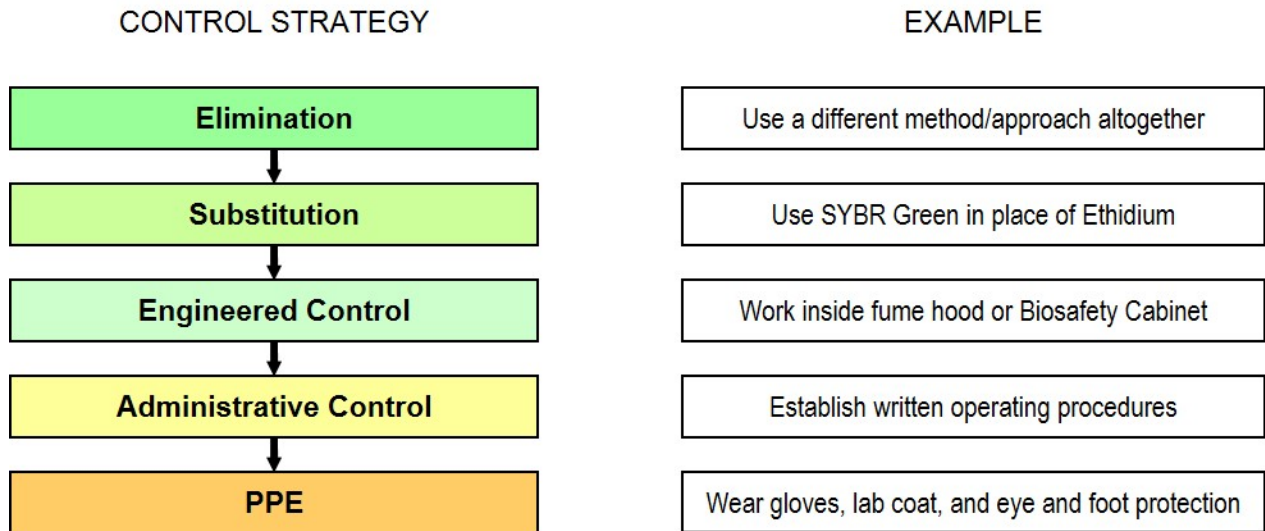 CONTROL STRATEGY EXAMPLE
Elimination Use a different method/approach altogether
Substitution Use SYBR Green in place of Ethidium
Engineered Control Work inside fume hood or Biosafety Cabinet
Administrative Control Establish written operating procedures
PPE Wear gloves, lab coat, and eye and foot protection